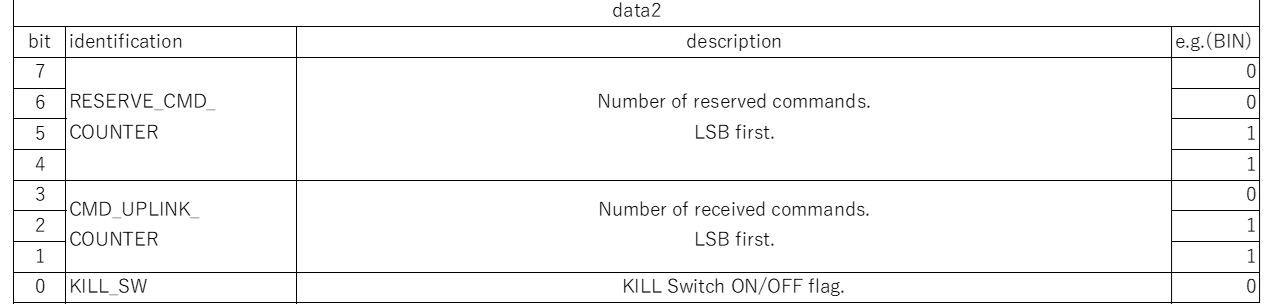 data2
bit identification description e.g.(BIN)
7 0
6 RESERVE_CMD_ Number of reserved commands. 0
5 COUNTER LSB first. 1
4 1
3 CMD_UPLINK_ Number of received commands. 0
2 COUNTER LSB first. 1
1 1
0 KILL_SW KILL Switch ON/OFF flag. 0